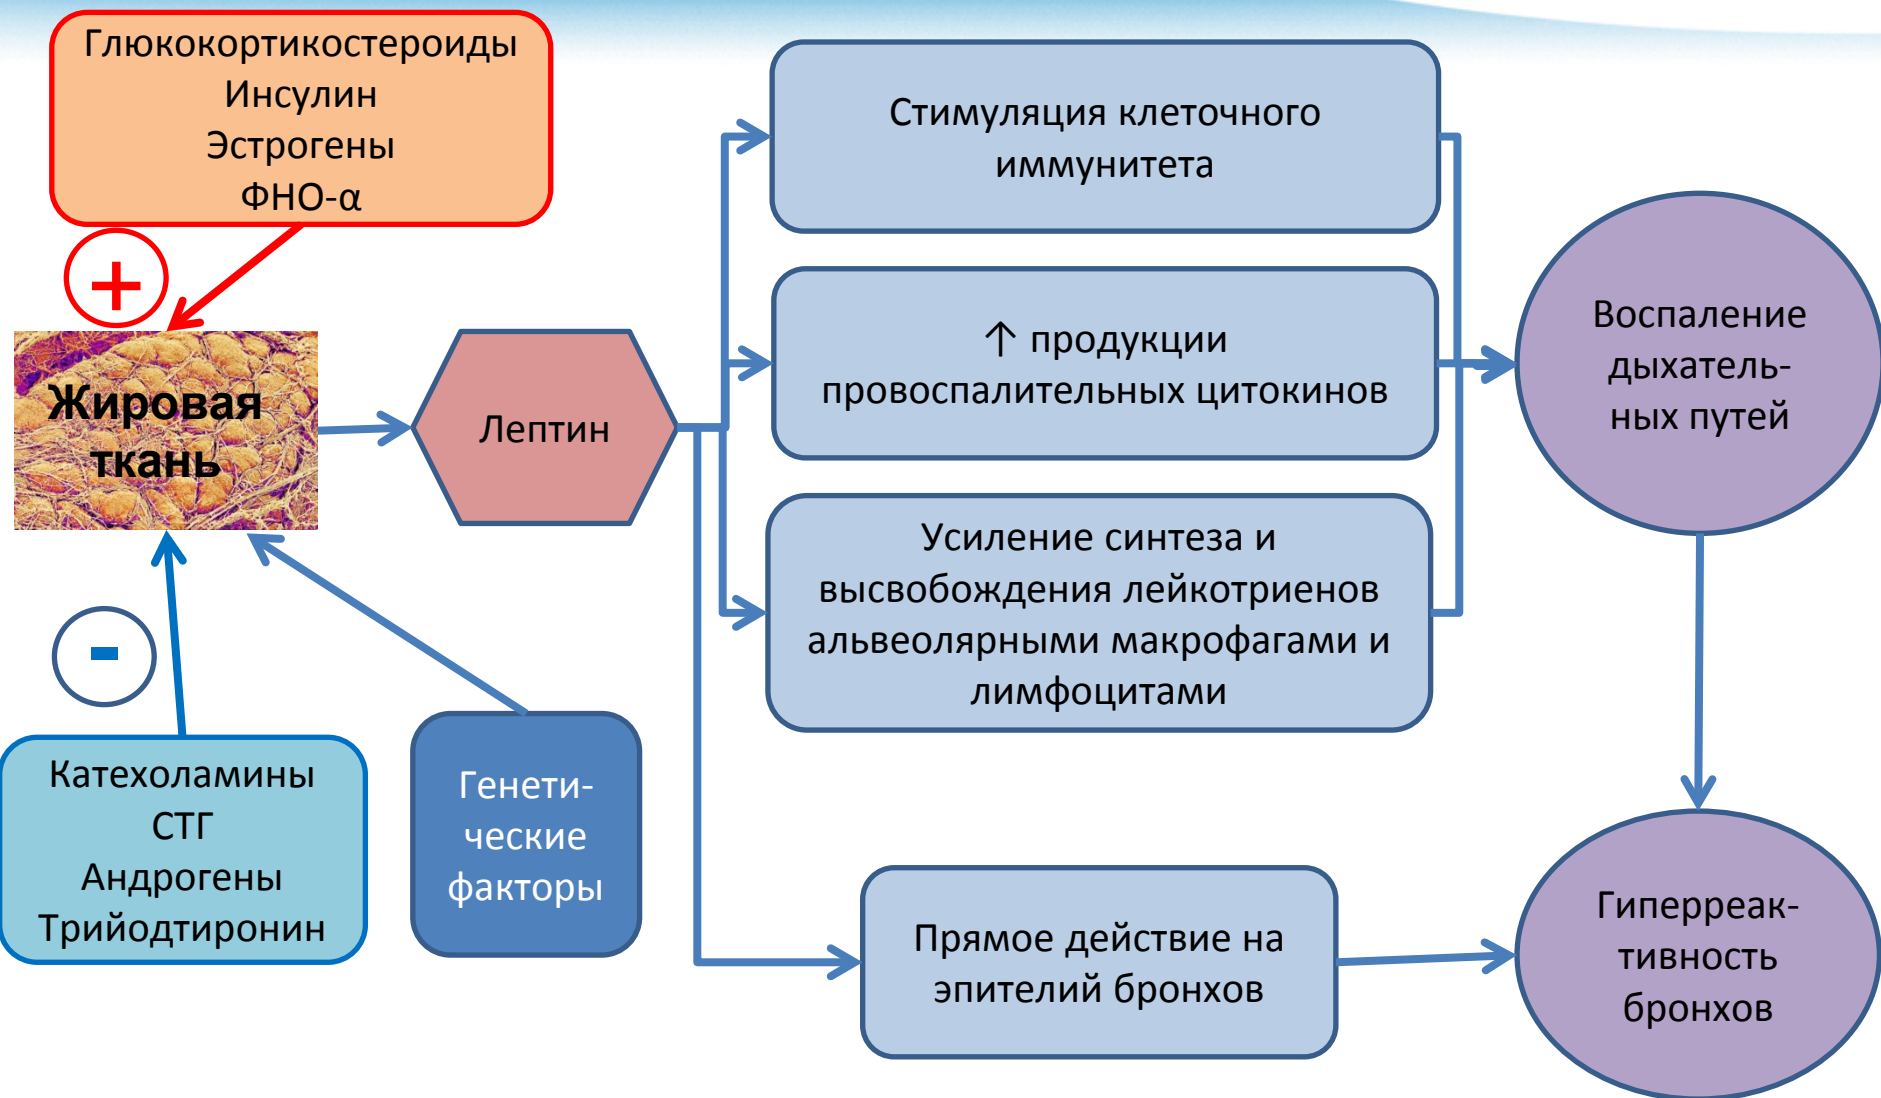 Глюкокортикостероиды
Инсулин
Эстрогены
ФНО-α
+
Жировая
ткань
-
Катехоламины
СТГ
Андрогены
Трийодтиронин
Генети-
ческие
факторы
Лептин
Стимуляция клеточного
иммунитета
↑ продукции
провоспалительных цитокинов
Усиление синтеза и
высвобождения лейкотриенов
альвеолярными макрофагами и
лимфоцитами
Прямое действие на
эпителий бронхов
Воспаление
дыхатель-
ных путей
Гиперреак-
тивность
бронхов